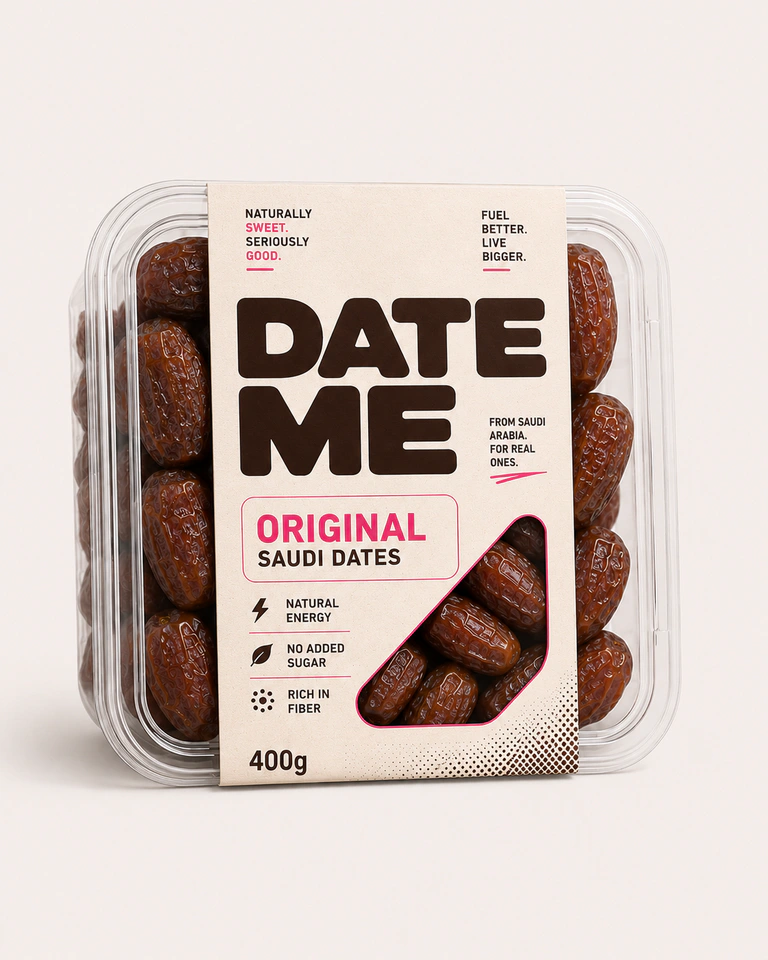 NATURALLY
SWEET.
SERIOUSLY
GOOD.
FUEL
BETTER.
LIVE
BIGGER.
DATE
ME
FROM SAUDI
ARABIA.
FOR REAL
ONES.
ORIGINAL
SAUDI DATES
NATURAL
ENERGY
NO ADDED
SUGAR
RICH IN
FIBER
400g